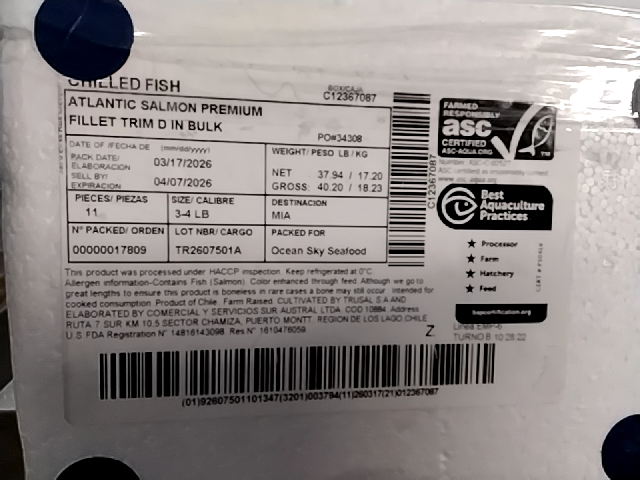 CHILLED FISH
BOX/CAJA
C12367087
ATLANTIC SALMON PREMIUM
FILLET TRIM D IN BULK
PO#34308
DATE OF /FECHA DE (mm/dd/yyyy)
PACK DATE/
ELABORACION 03/17/2026
SELL BY/
EXPIRACION 04/07/2026
WEIGHT/ PESO LB / KG
NET 37.94 / 17.20
GROSS: 40.20 / 18.23
PIECES/ PIEZAS
11
SIZE/ CALIBRE
3-4 LB
DESTINACION
MIA
N° PACKED/ ORDEN
00000017809
LOT NBR/ CARGO
TR2607501A
PACKED FOR
Ocean Sky Seafood
C12367087
This product was processed under HACCP inspection. Keep refrigerated at 0°C.
Allergen information-Contains Fish (Salmon). Color enhanced through feed. Although we go to
great lengths to ensure this product is boneless in rare cases a bone may still occur. Intended for
cooked consumption. Product of Chile. Farm Raised. CULTIVATED BY TRUSAL S.A AND
ELABORATED BY COMERCIAL Y SERVICIOS SUR AUSTRAL LTDA. COD 10884. Address
RUTA 7 SUR KM 10.5 SECTOR CHAMIZA, PUERTO MONTT, REGION DE LOS LAGO.CHILE
U.S FDA Registration N° 14816143098. Res N° 1610476059.
Z.
(01)92607501101347(3201)003794(11)260317(21)012367087
FARMED
RESPONSIBLY
asc
CERTIFIED
ASC-AQUA.ORG
TM
www.asc-aqua.org
Best
Aquaculture
Practices
Processor
Farm
Hatchery
Feed
bapcertification.org
Linea EMP-6
TURNO B 10:28:22